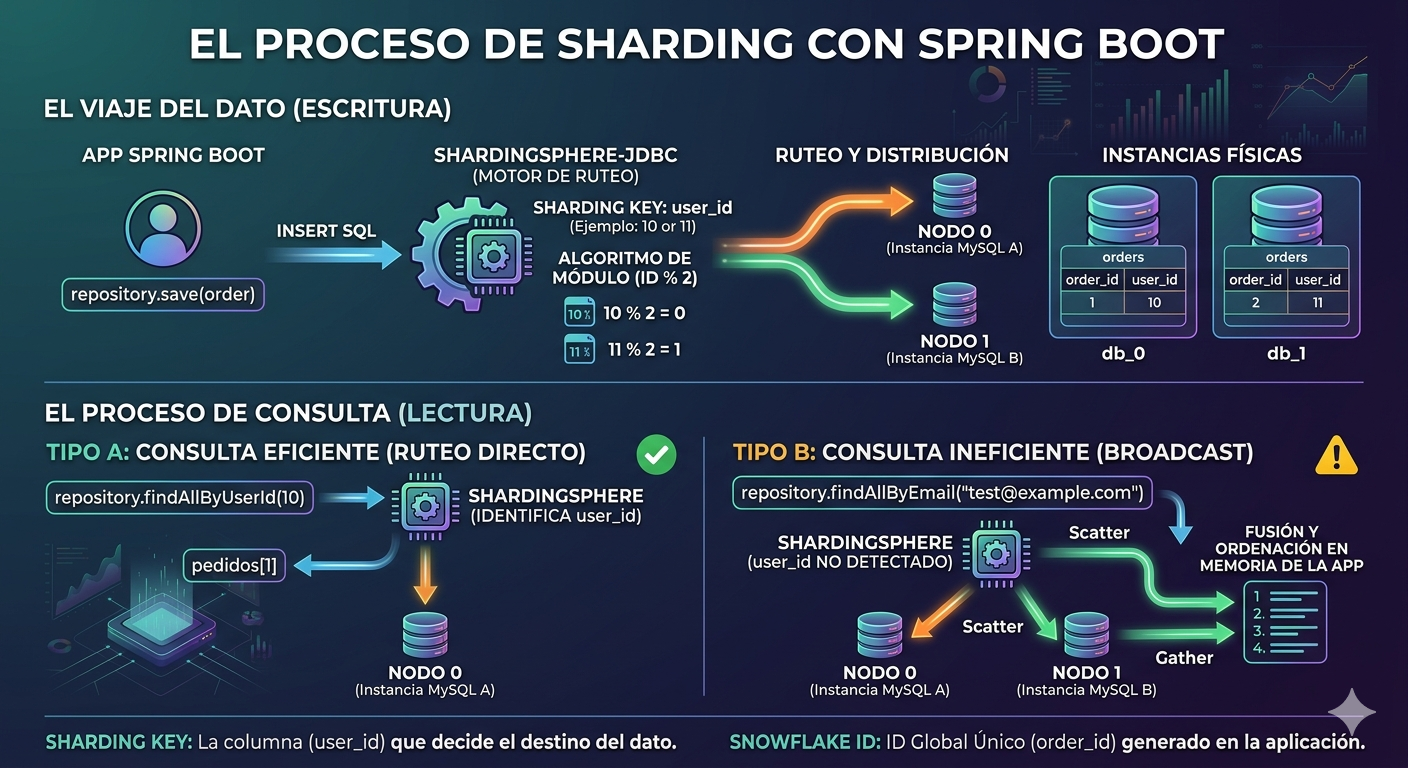 EL PROCESO DE SHARDING CON SPRING BOOT
EL VIAJE DEL DATO (ESCRITURA)
APP SPRING BOOT
repository.save(order)
INSERT SQL
SHARDINGSPHERE-JDBC
(MOTOR DE RUTEO)
SHARDING KEY: user_id
(Ejemplo: 10 or 11)
ALGORITMO DE
MÓDULO (ID % 2)
10 %
10 % 2 = 0
11 %
11 % 2 = 1
RUTEO Y DISTRIBUCIÓN
NODO 0
(Instancia MySQL A)
NODO 1
(Instancia MySQL B)
INSTANCIAS FÍSICAS
orders
order_id user_id
1 10
db_0
orders
order_id user_id
2 11
db_1
EL PROCESO DE CONSULTA (LECTURA)
TIPO A: CONSULTA EFICIENTE (RUTEO DIRECTO)
repository.findAllByUserId(10)
SHARDINGSPHERE
(IDENTIFICA user_id)
pedidos[1]
NODO 0
(Instancia MySQL A)
TIPO B: CONSULTA INEFICIENTE (BROADCAST)
repository.findAllByEmail("test@example.com")
SHARDINGSPHERE
(user_id NO DETECTADO)
Scatter
FUSIÓN Y
ORDENACIÓN EN
MEMORIA DE LA APP
1
2.
3.
4.
Scatter
Gather
NODO 0
(Instancia MySQL A)
NODO 1
(Instancia MySQL B)
SHARDING KEY: La columna (user_id) que decide el destino del dato.
SNOWFLAKE ID: ID Global Único (order_id) generado en la aplicación.